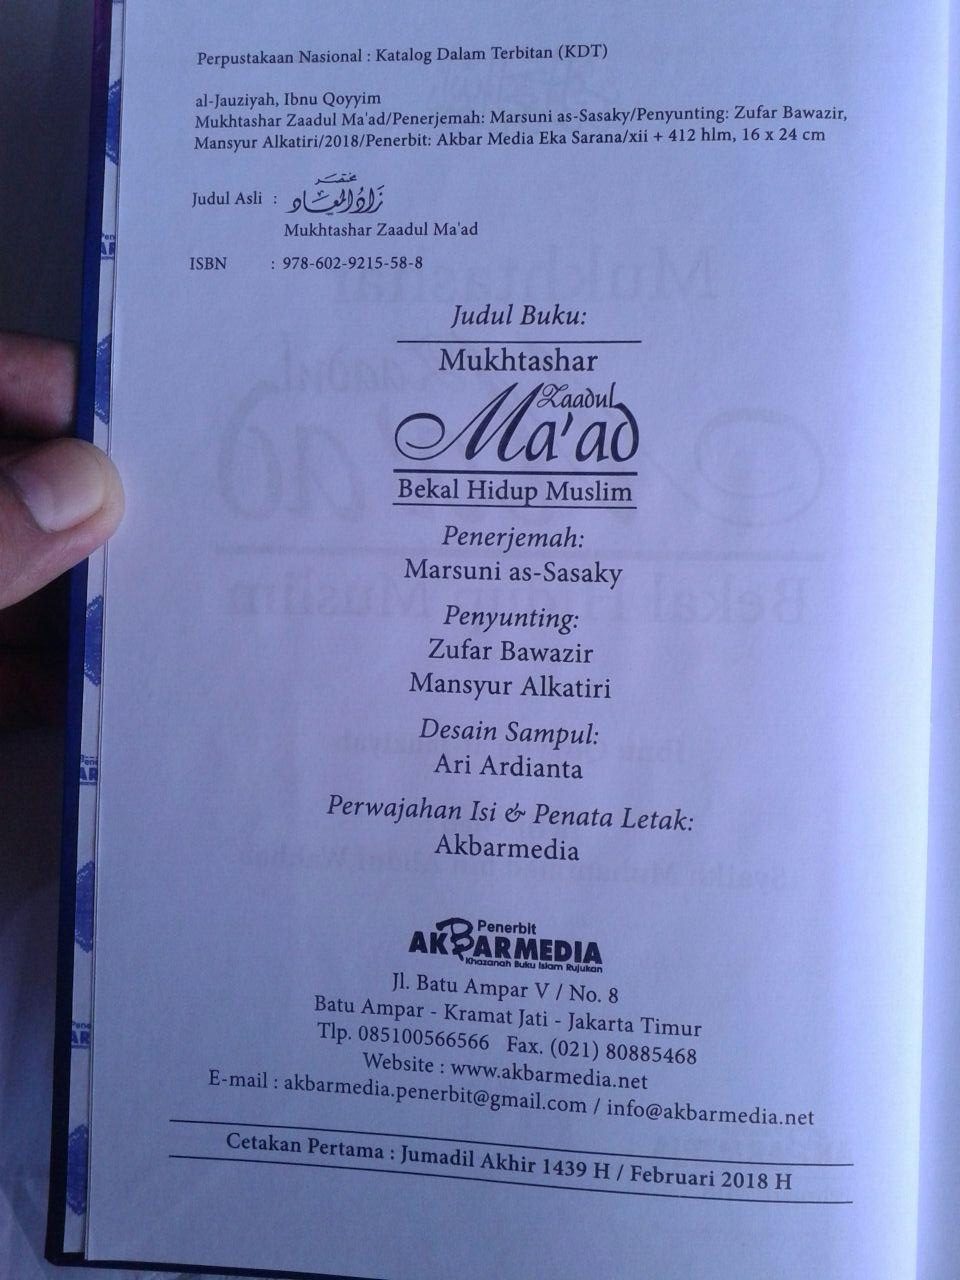 Perpustakaan Nasional : Katalog Dalam Terbitan (KDT)
al-Jauziyah, Ibnu Qoyyim
Mukhtashar Zaadul Ma'ad/Penerjemah: Marsuni as-Sasaky/Penyunting: Zufar Bawazir,
Mansyur Alkatiri/2018/Penerbit: Akbar Media Eka Sarana/xii + 412 hlm, 16 x 24 cm
Judul Asli : مختصر زَادُ المَعَاد
Mukhtashar Zaadul Ma'ad
ISBN : 978-602-9215-58-8
Judul Buku:
Mukhtashar
Zaadul
Ma'ad
Bekal Hidup Muslim
Penerjemah:
Marsuni as-Sasaky
Penyunting:
Zufar Bawazir
Mansyur Alkatiri
Desain Sampul:
Ari Ardianta
Perwajahan Isi & Penata Letak:
Akbarmedia
Penerbit
AKBARMEDIA
Khazanah Buku Islam Rujukan
Jl. Batu Ampar V / No. 8
Batu Ampar - Kramat Jati - Jakarta Timur
Tlp. 085100566566 Fax. (021) 80885468
Website : www.akbarmedia.net
E-mail : akbarmedia.penerbit@gmail.com / info@akbarmedia.net
Cetakan Pertama : Jumadil Akhir 1439 H / Februari 2018 H